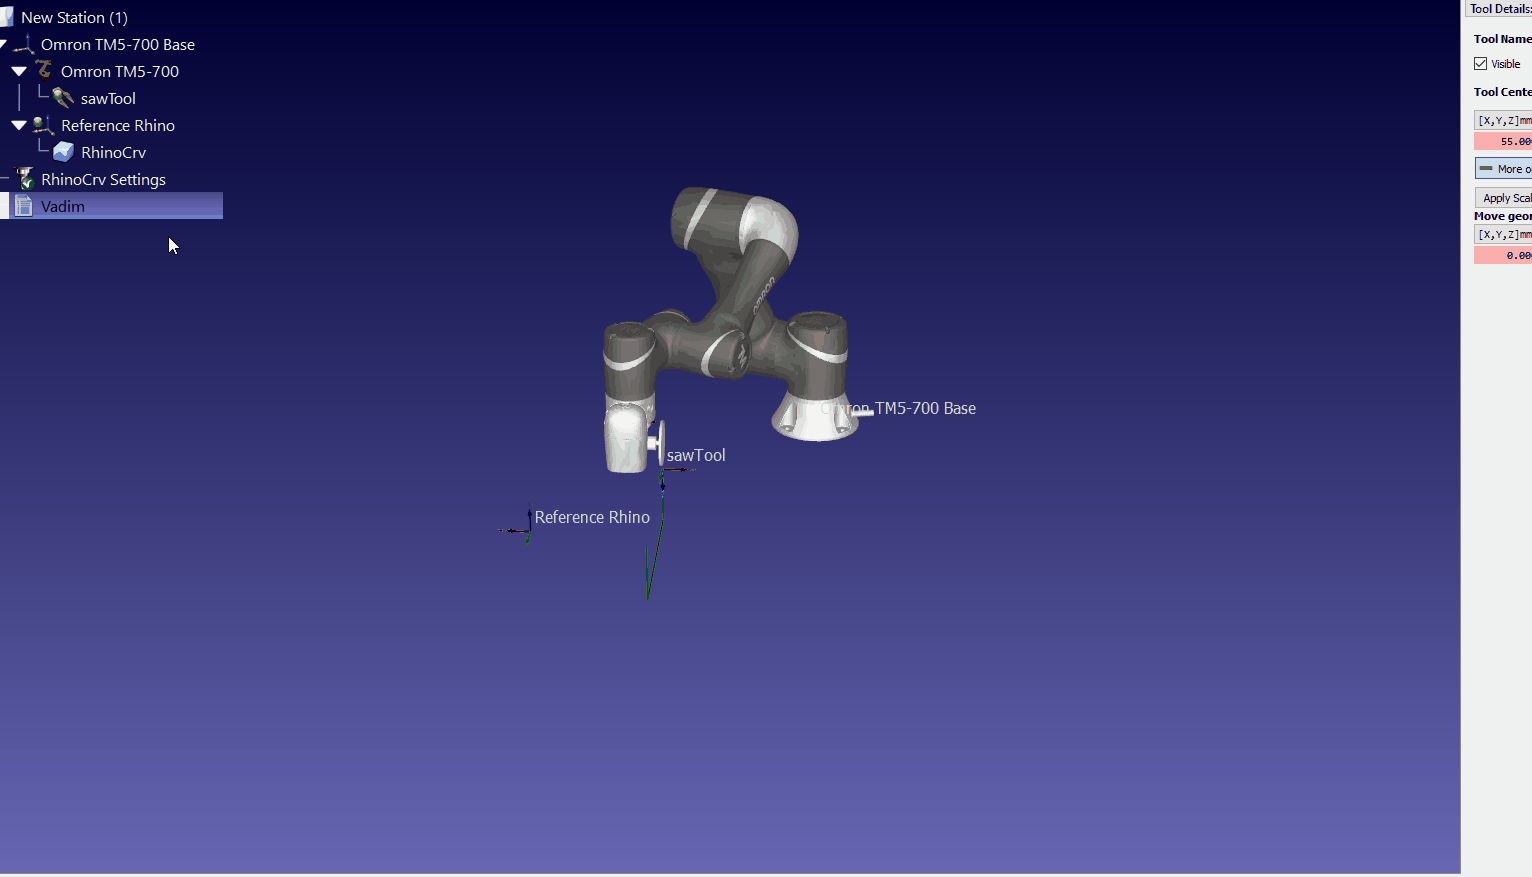 New Station (1)
Omron TM5-700 Base
Omron TM5-700
sawTool
Reference Rhino
RhinoCrv
RhinoCrv Settings
Vadim
Omron TM5-700 Base
sawTool
Reference Rhino
Tool Details:
Tool Name
Visible
Tool Cente
[X,Y,Z]mm
55.00
More o
Apply Scal
Move geor
[X,Y,Z]mm
0.00